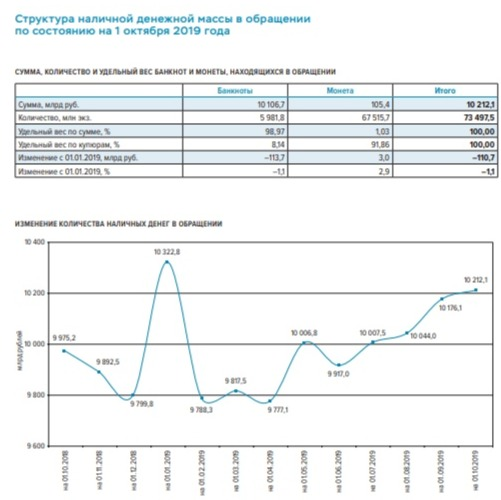 Структура наличной денежной массы в обращении
по состоянию на 1 октября 2019 года
СУММА, КОЛИЧЕСТВО И УДЕЛЬНЫЙ ВЕС БАНКНОТ И МОНЕТЫ, НАХОДЯЩИХСЯ В ОБРАЩЕНИИ
Банкноты Монета Итого
Сумма, млрд руб. 10 106,7 105,4 10 212,1
Количество, млн экз. 5 981,8 67 515,7 73 497,5
Удельный вес по сумме, % 98,97 1,03 100,00
Удельный вес по купюрам, % 8,14 91,86 100,00
Изменение с 01.01.2019, млрд руб. –113,7 3,0 –110,7
Изменение с 01.01.2019, % –1,1 2,9 –1,1
ИЗМЕНЕНИЕ КОЛИЧЕСТВА НАЛИЧНЫХ ДЕНЕГ В ОБРАЩЕНИИ
млрд рублей
10 400
10 200
10 000
9 800
9 600
9 975,2
9 892,5
9 799,8
10 322,8
9 788,3
9 817,5
9 777,1
10 006,8
9 917,0
10 007,5
10 044,0
10 176,1
10 212,1
на 01.10.2018
на 01.11.2018
на 01.12.2018
на 01.01.2019
на 01.02.2019
на 01.03.2019
на 01.04.2019
на 01.05.2019
на 01.06.2019
на 01.07.2019
на 01.08.2019
на 01.09.2019
на 01.10.2019